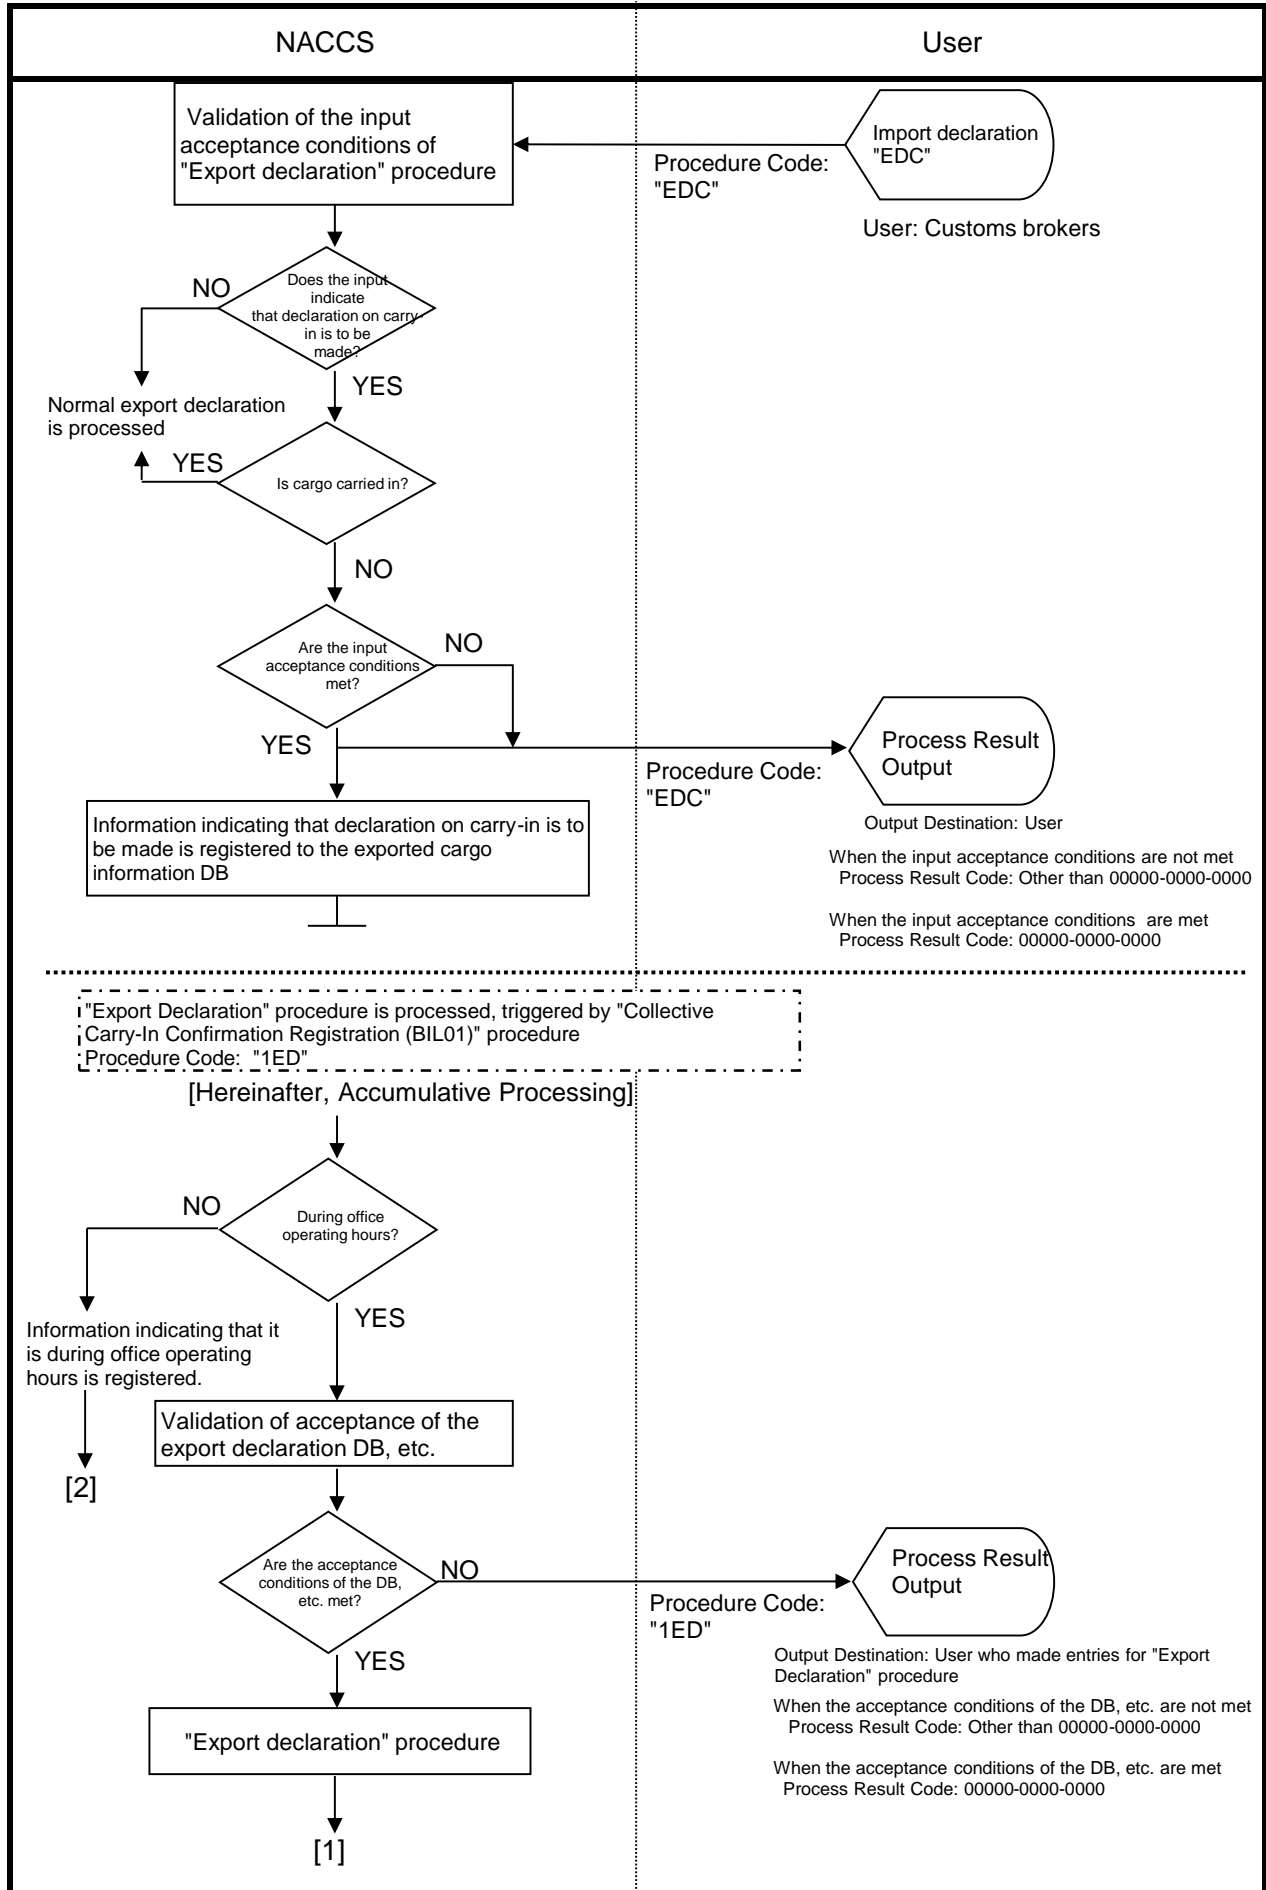 NACCS
User
Validation of the input
acceptance conditions of
"Export declaration" procedure
Import declaration
"EDC"
Procedure Code:
"EDC"
User: Customs brokers
NO
Does the input
indicate
that declaration on carry-
in is to be
made?
YES
Normal export declaration
is processed
YES
Is cargo carried in?
NO
Are the input
acceptance conditions
met?
NO
YES
Process Result
Output
Procedure Code:
"EDC"
Information indicating that declaration on carry-in is to
be made is registered to the exported cargo
information DB
Output Destination: User
When the input acceptance conditions are not met
Process Result Code: Other than 00000-0000-0000
When the input acceptance conditions  are met
Process Result Code: 00000-0000-0000
"Export Declaration" procedure is processed, triggered by "Collective
Carry-In Confirmation Registration (BIL01)" procedure
Procedure Code:  "1ED"
[Hereinafter, Accumulative Processing]
NO
During office
operating hours?
YES
Information indicating that it
is during office operating
hours is registered.
[2]
Validation of acceptance of the
export declaration DB, etc.
Are the acceptance
conditions of the DB,
etc. met?
NO
Process Result
Output
Procedure Code:
"1ED"
YES
Output Destination: User who made entries for "Export
Declaration" procedure
When the acceptance conditions of the DB, etc. are not met
Process Result Code: Other than 00000-0000-0000
When the acceptance conditions of the DB, etc. are met
Process Result Code: 00000-0000-0000
"Export declaration" procedure
[1]